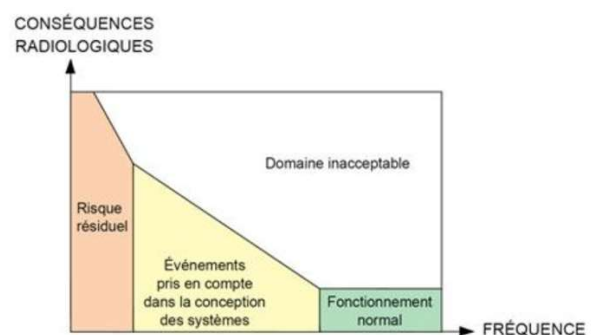 CONSÉQUENCES
RADIOLOGIQUES
Domaine inacceptable
Risque
résiduel
Événements
pris en compte
dans la conception
des systèmes
Fonctionnement
normal
FRÉQUENCE